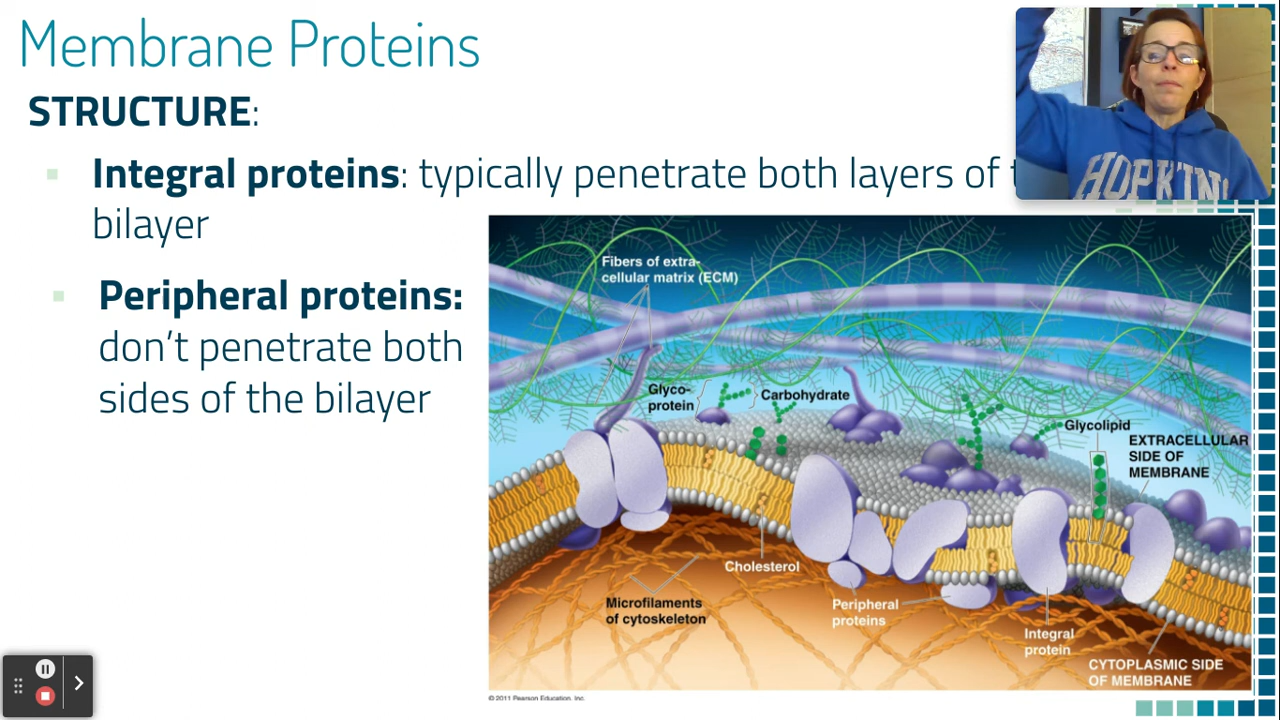 Membrane Proteins
STRUCTURE:
Integral proteins: typically penetrate both layers of
bilayer
Peripheral proteins:
don't penetrate both
sides of the bilayer
HOPKINS
Fibers of extra-
cellular matrix (ECM)
Glyco-
protein
Carbohydrate
Glycolipid
EXTRACELLULAR
SIDE OF
MEMBRANE
Cholesterol
Microfilaments
of cytoskeleton
Peripheral
proteins
Integral
protein
CYTOPLASMIC SIDE
OF MEMBRANE
© 2011 Pearson Education, Inc.